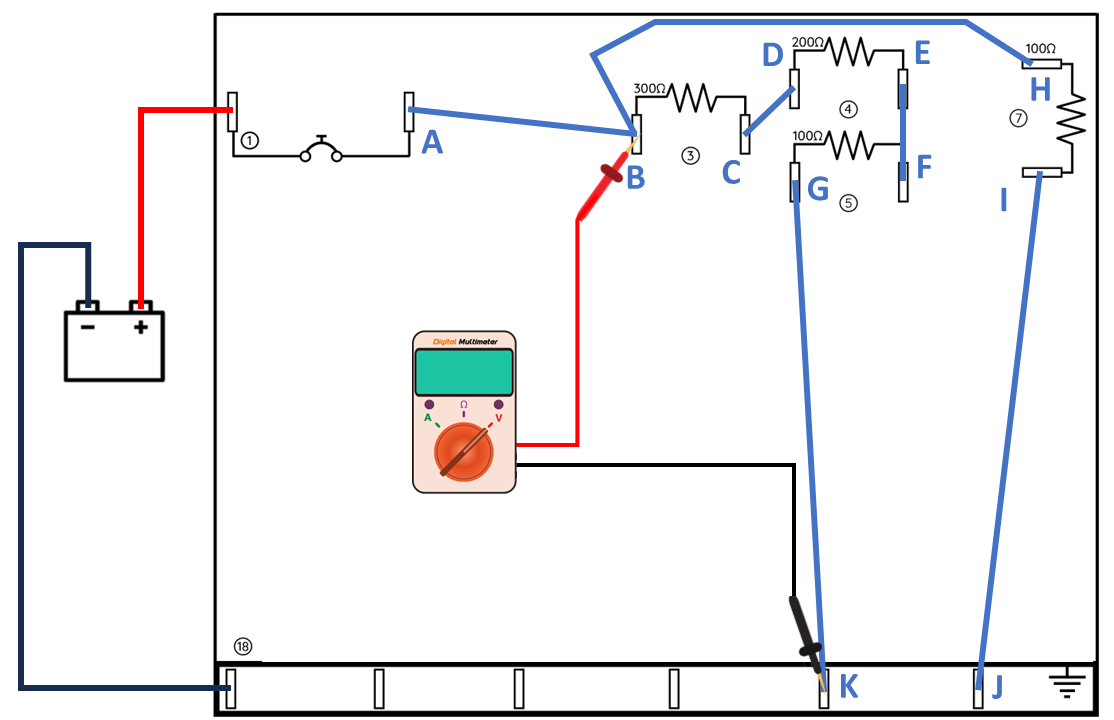 200Ω
D
E
100Ω
H
300Ω
④
⑦
①
A
100Ω
B
③
C
F
G
⑤
I
− +
Digital Multimeter
Ω
A V
⑱
K
J